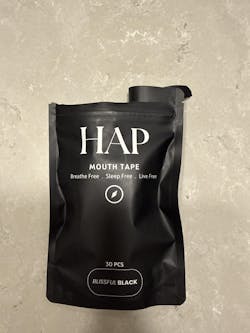 HAP
MOUTH TAPE
Breathe Free . Sleep Free . Live Free
30 PCS
BLISSFUL BLACK